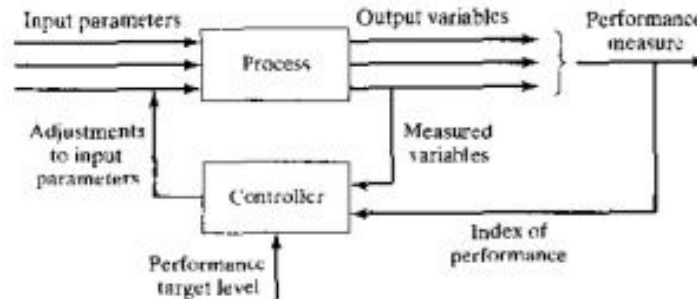 Input parameters
Process
Output variables
Performance
measure
Adjustments
to input
parameters
Measured
variables
Controller
Index of
performance
Performance
target level